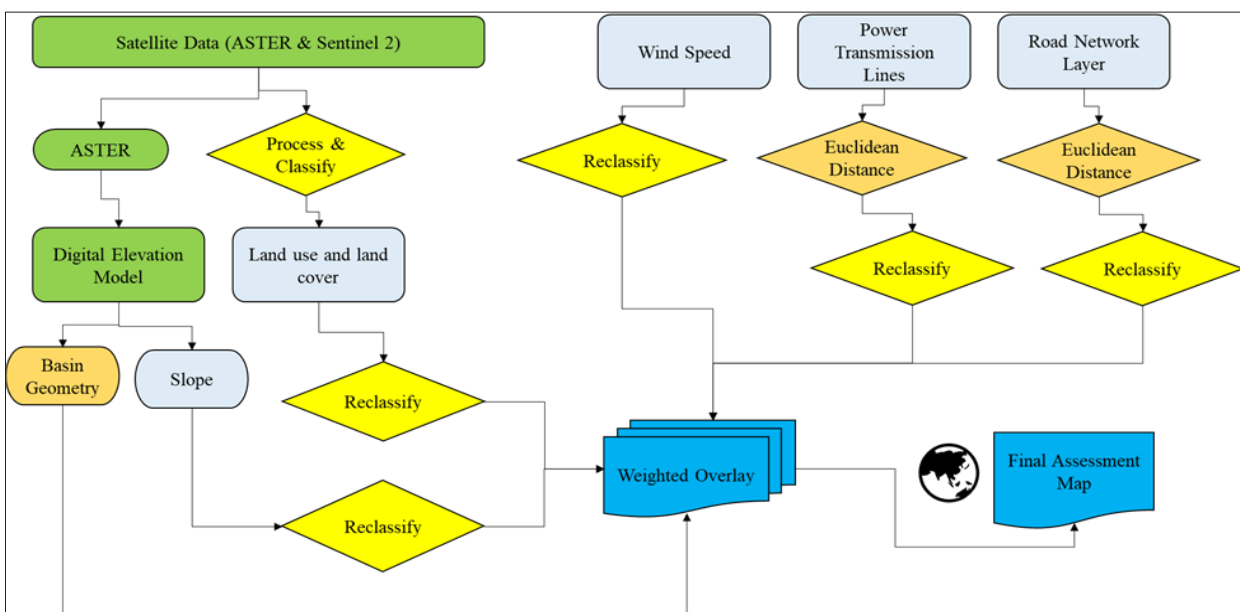 Satellite Data (ASTER & Sentinel 2)
Wind Speed
Power
Transmission
Lines
Road Network
Layer
ASTER
Process &
Classify
Reclassify
Euclidean
Distance
Euclidean
Distance
Digital Elevation
Model
Land use and land
cover
Reclassify
Reclassify
Basin
Geometry
Slope
Reclassify
Weighted Overlay
Final Assessment
Map
Reclassify